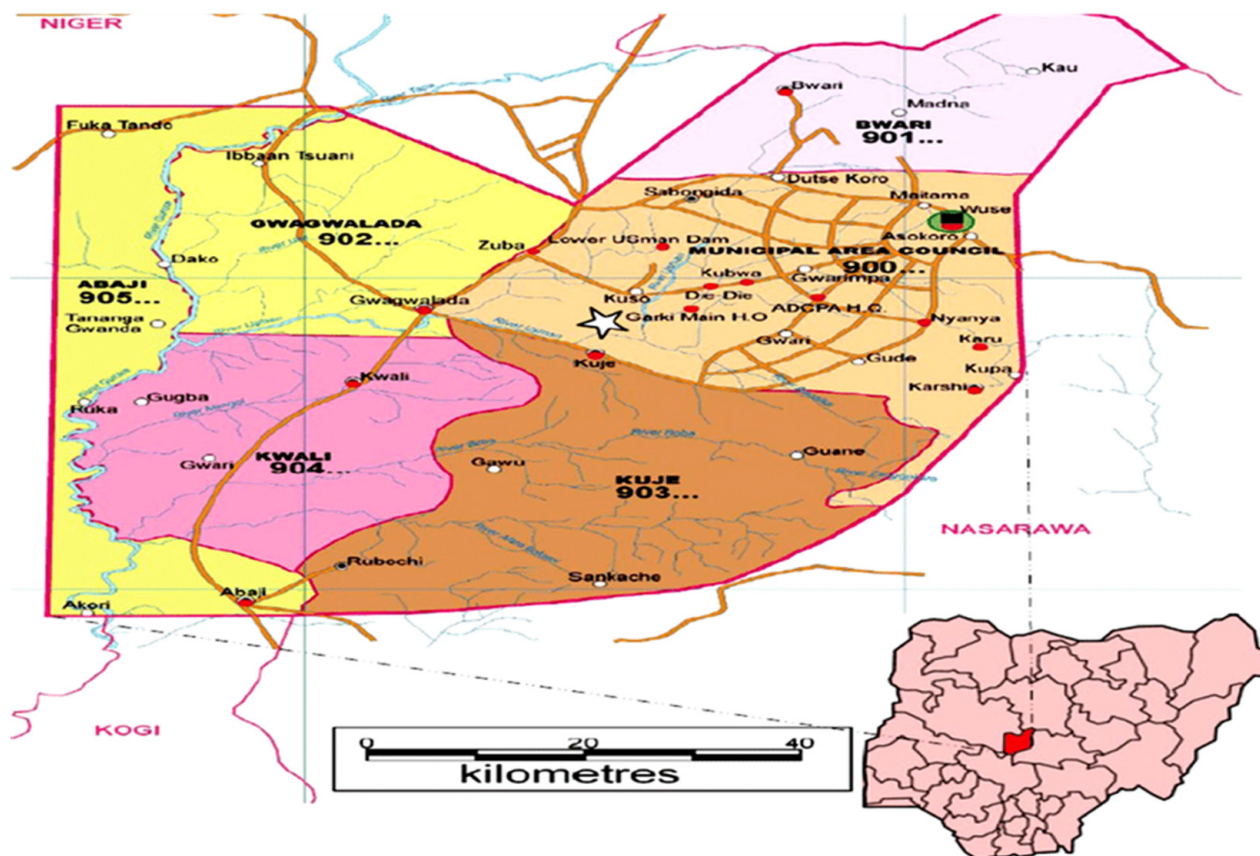 NIGER
Kau
Bwari
Madna
BWARI
901...
Fuka Tando
Ibbaan Tsuani
Dutse Koro
Sabongida
Maitama
Wuse
GWAGWALADA
902...
Zuba
Lower USman Dam
Asokoro
MUNICIPAL AREA COUNCIL
900...
Dako
Kubwa
Gwarimpa
ABAJI
905...
Gwagwalada
Kuso
Die-Die
Tananga
Gwanda
Garki Main H.O
ADCPA H.Q.
Nyanya
River Usman
Gwari
Karu
Kuje
Gude
Kupa
Kwali
Karshi
Ruka
Gugba
Gwari
KWALI
904...
Gawu
Guane
KUJE
903...
NASARAWA
Rubochi
Sankache
Abaji
Akori
KOGI
0 20 40
kilometres